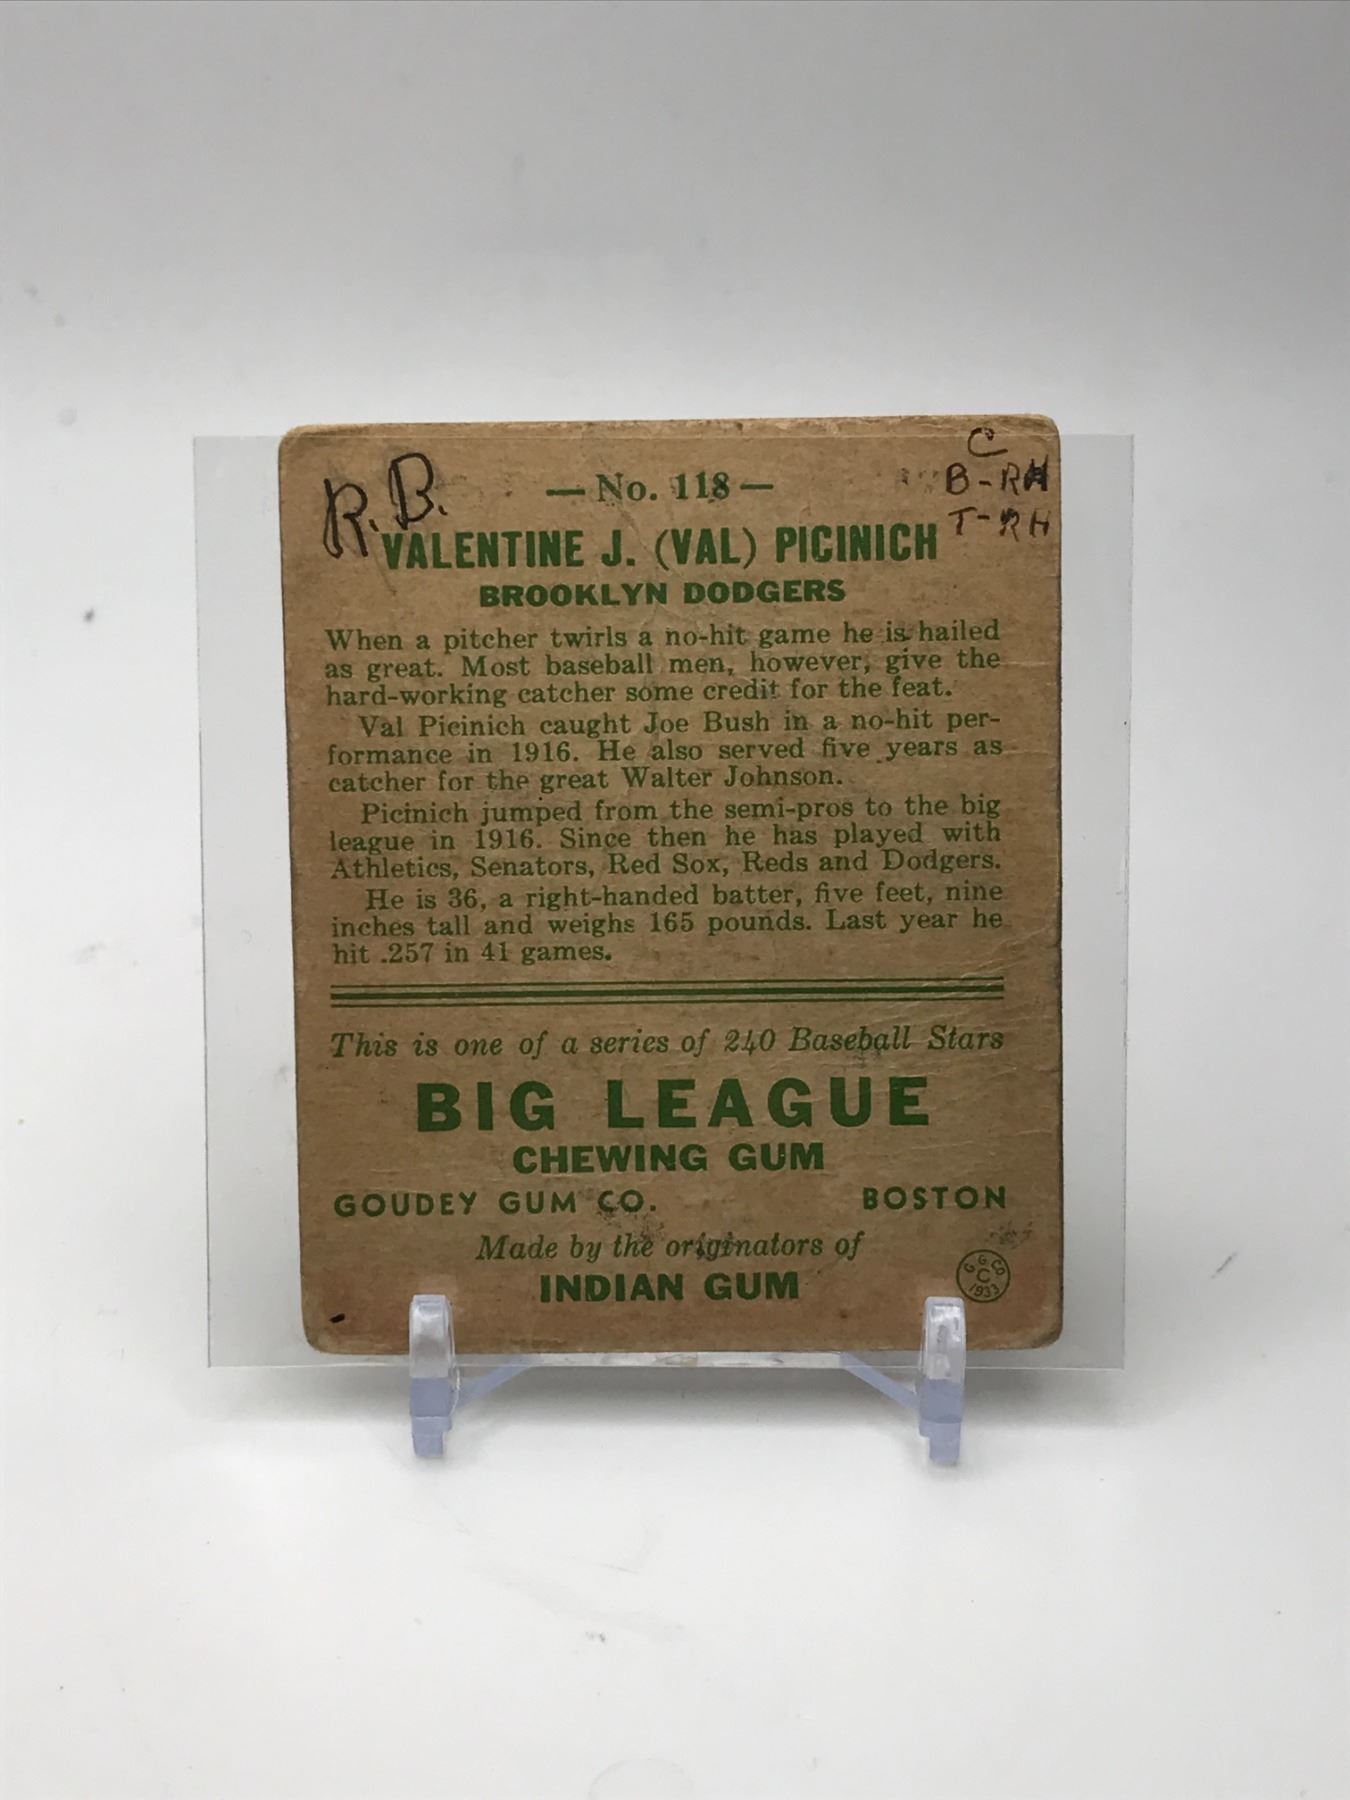 R.B.
C
B-RH
T-RH
— No. 118 —
VALENTINE J. (VAL) PICINICH
BROOKLYN DODGERS
When a pitcher twirls a no-hit game he is hailed
as great. Most baseball men, however, give the
hard-working catcher some credit for the feat.
Val Picinich caught Joe Bush in a no-hit per-
formance in 1916. He also served five years as
catcher for the great Walter Johnson.
Picinich jumped from the semi-pros to the big
league in 1916. Since then he has played with
Athletics, Senators, Red Sox, Reds and Dodgers.
He is 36, a right-handed batter, five feet, nine
inches tall and weighs 165 pounds. Last year he
hit .257 in 41 games.
This is one of a series of 240 Baseball Stars
BIG LEAGUE
CHEWING GUM
GOUDEY GUM CO. BOSTON
Made by the originators of
INDIAN GUM
G. G. CO
C
1933